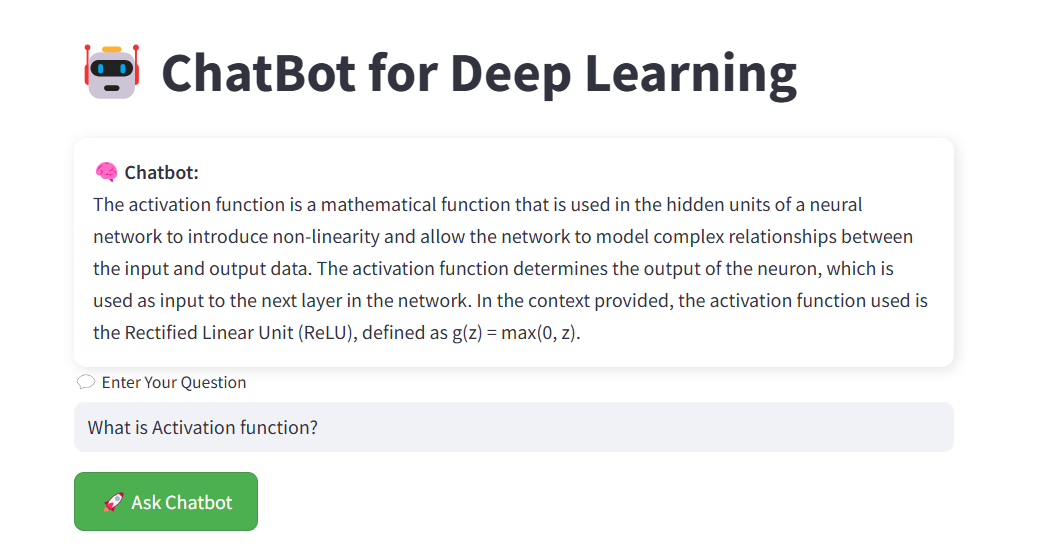 ChatBot for Deep Learning
Chatbot:
The activation function is a mathematical function that is used in the hidden units of a neural
network to introduce non-linearity and allow the network to model complex relationships between
the input and output data. The activation function determines the output of the neuron, which is
used as input to the next layer in the network. In the context provided, the activation function used is
the Rectified Linear Unit (ReLU), defined as g(z) = max(0, z).
Enter Your Question
What is Activation function?
Ask Chatbot